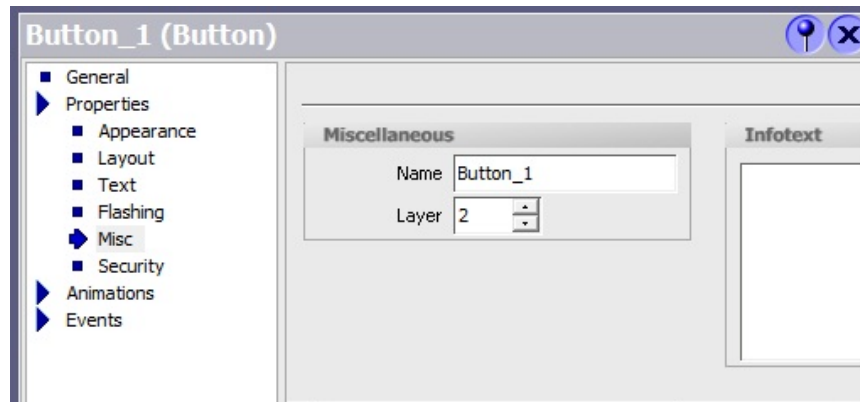 Button_1 (Button)
General
Properties
Appearance
Layout
Text
Flashing
Misc
Security
Animations
Events
Miscellaneous
Name Button_1
Layer 2
Infotext